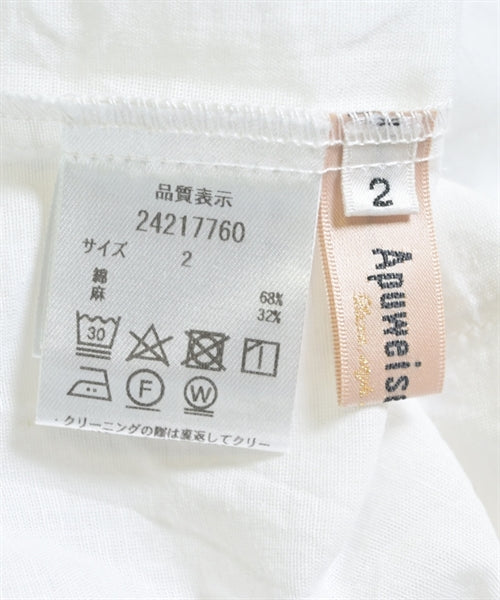 品質表示
24217760
サイズ 2
綿 68%
麻 32%
30
F W
・クリーニングの際は裏返してクリー
2
Apuweise